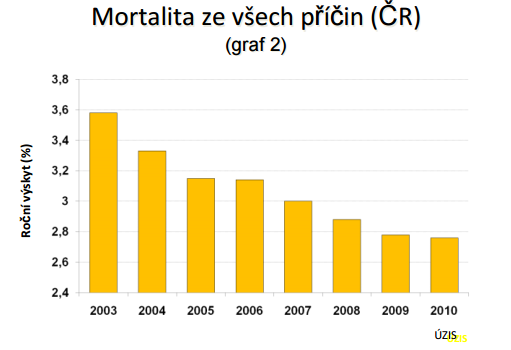 Mortalita ze všech příčin (ČR)
(graf 2)
Roční výskyt (%)
3,8
3,6
3,4
3,2
3
2,8
2,6
2,4
2003 2004 2005 2006 2007 2008 2009 2010
ÚZIS